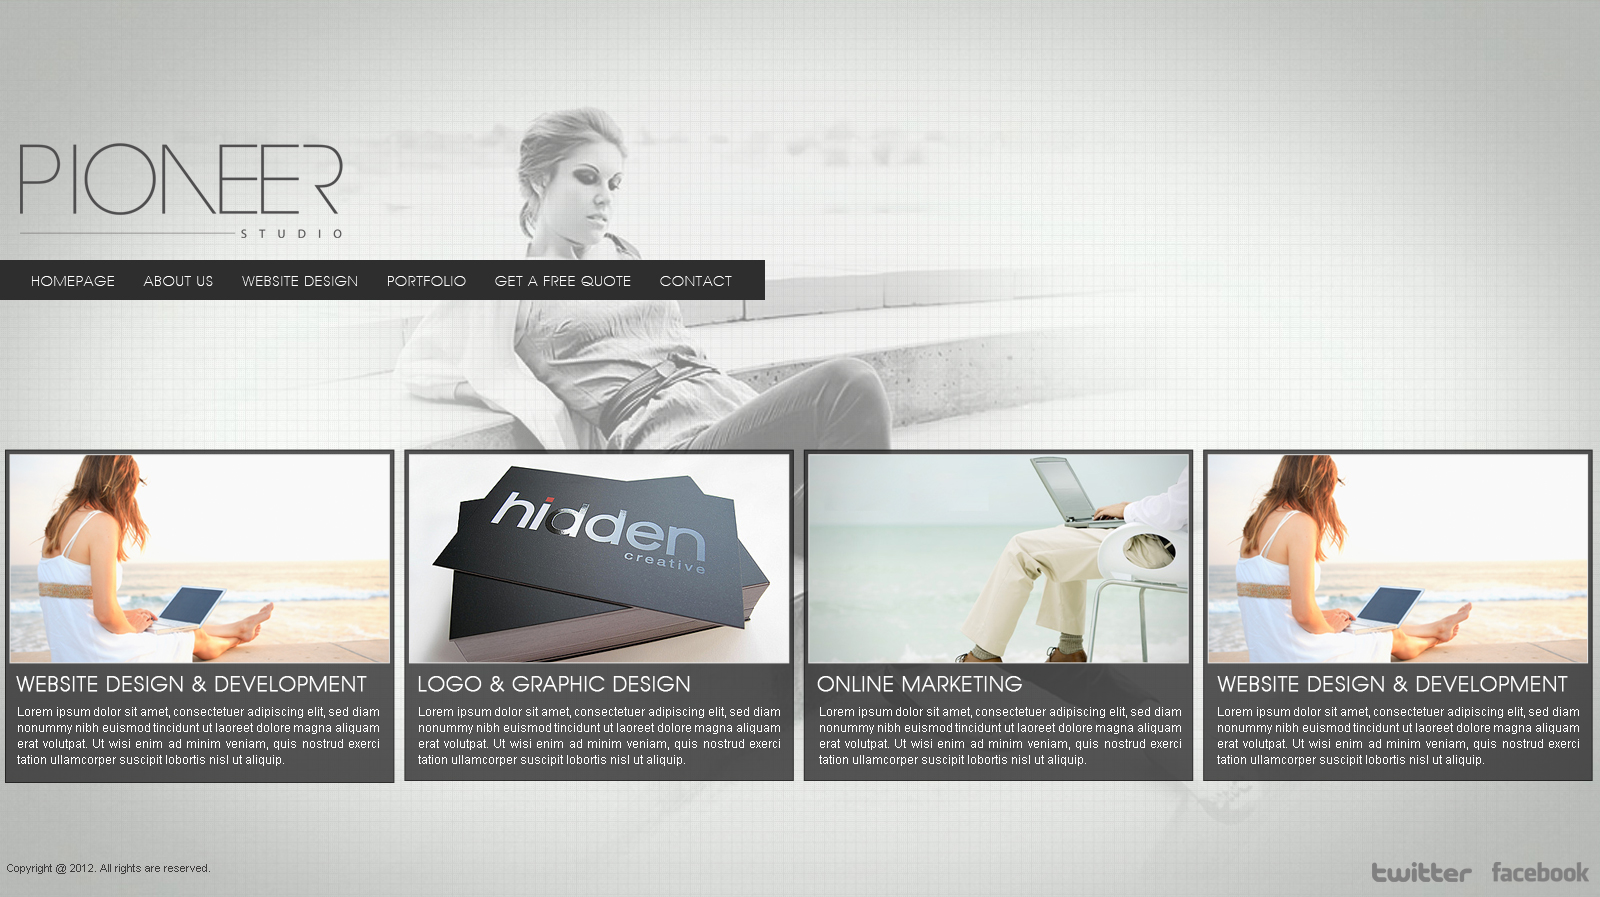 PIONEER
STUDIO
HOMEPAGE ABOUT US WEBSITE DESIGN PORTFOLIO GET A FREE QUOTE CONTACT
hidden
creative
WEBSITE DESIGN & DEVELOPMENT
Lorem ipsum dolor sit amet, consectetuer adipiscing elit, sed diam
nonummy nibh euismod tincidunt ut laoreet dolore magna aliquam
erat volutpat. Ut wisi enim ad minim veniam, quis nostrud exerci
tation ullamcorper suscipit lobortis nisl ut aliquip.
LOGO & GRAPHIC DESIGN
Lorem ipsum dolor sit amet, consectetuer adipiscing elit, sed diam
nonummy nibh euismod tincidunt ut laoreet dolore magna aliquam
erat volutpat. Ut wisi enim ad minim veniam, quis nostrud exerci
tation ullamcorper suscipit lobortis nisl ut aliquip.
ONLINE MARKETING
Lorem ipsum dolor sit amet, consectetuer adipiscing elit, sed diam
nonummy nibh euismod tincidunt ut laoreet dolore magna aliquam
erat volutpat. Ut wisi enim ad minim veniam, quis nostrud exerci
tation ullamcorper suscipit lobortis nisl ut aliquip.
WEBSITE DESIGN & DEVELOPMENT
Lorem ipsum dolor sit amet, consectetuer adipiscing elit, sed diam
nonummy nibh euismod tincidunt ut laoreet dolore magna aliquam
erat volutpat. Ut wisi enim ad minim veniam, quis nostrud exerci
tation ullamcorper suscipit lobortis nisl ut aliquip.
Copyright @ 2012. All rights are reserved.
twitter facebook